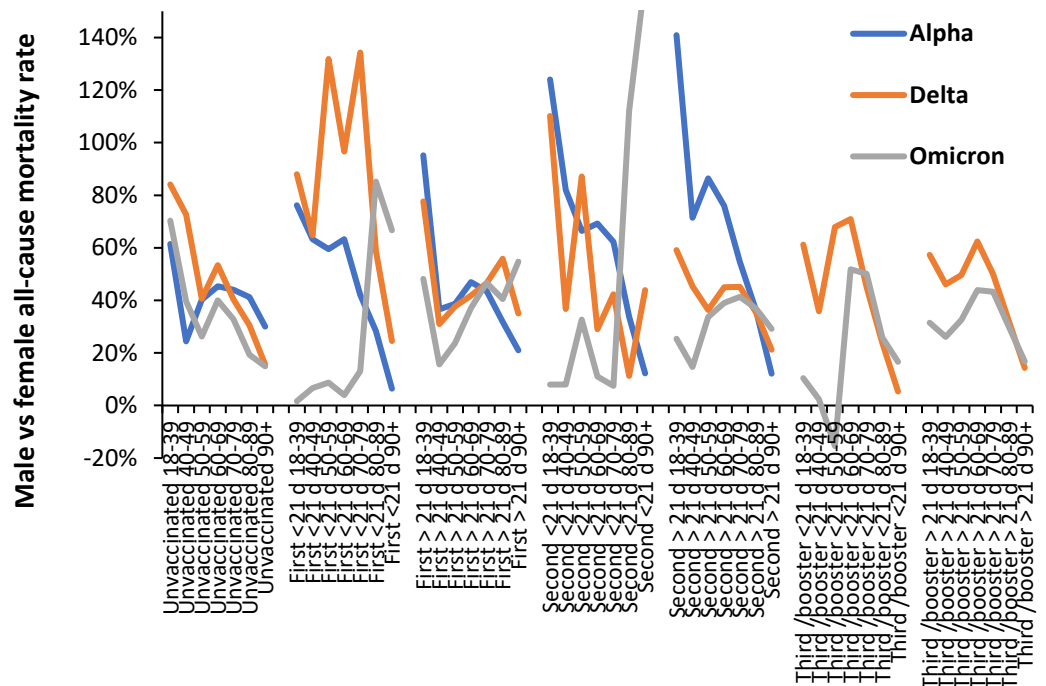 Male vs female all-cause mortality rate
140%
120%
100%
80%
60%
40%
20%
0%
-20%
Alpha
Delta
Omicron
Unvaccinated 18-39
Unvaccinated 40-49
Unvaccinated 50-59
Unvaccinated 60-69
Unvaccinated 70-79
Unvaccinated 80-89
Unvaccinated 90+
First <21 d 18-39
First <21 d 40-49
First <21 d 50-59
First <21 d 60-69
First <21 d 70-79
First <21 d 80-89
First <21 d 90+
First > 21 d 18-39
First > 21 d 40-49
First > 21 d 50-59
First > 21 d 60-69
First > 21 d 70-79
First > 21 d 80-89
First > 21 d 90+
Second <21 d 18-39
Second <21 d 40-49
Second <21 d 50-59
Second <21 d 60-69
Second <21 d 70-79
Second <21 d 80-89
Second <21 d 90+
Second > 21 d 18-39
Second > 21 d 40-49
Second > 21 d 50-59
Second > 21 d 60-69
Second > 21 d 70-79
Second > 21 d 80-89
Second > 21 d 90+
Third /booster <21 d 18-39
Third /booster <21 d 40-49
Third /booster <21 d 50-59
Third /booster <21 d 60-69
Third /booster <21 d 70-79
Third /booster <21 d 80-89
Third /booster <21 d 90+
Third /booster > 21 d 18-39
Third /booster > 21 d 40-49
Third /booster > 21 d 50-59
Third /booster > 21 d 60-69
Third /booster > 21 d 70-79
Third /booster > 21 d 80-89
Third /booster > 21 d 90+